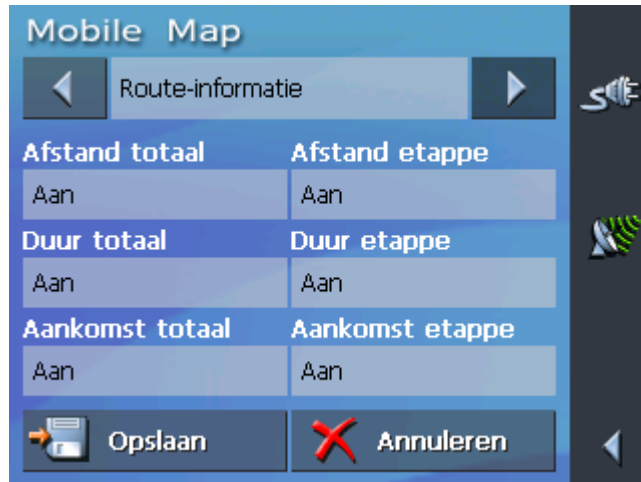 Mobile Map
Route-informatie
Afstand totaal Afstand etappe
Aan Aan
Duur totaal Duur etappe
Aan Aan
Aankomst totaal Aankomst etappe
Aan Aan
Opslaan Annuleren